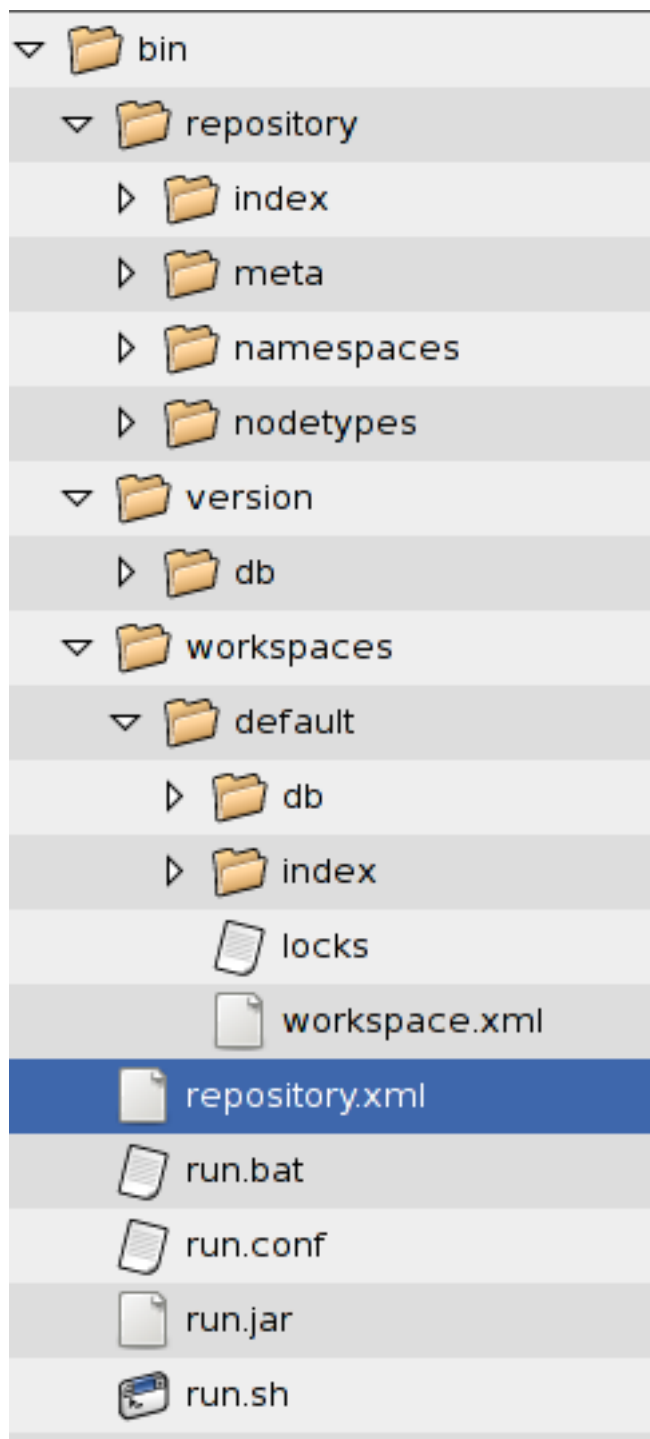 bin
repository
index
meta
namespaces
nodetypes
version
db
workspaces
default
db
index
locks
workspace.xml
repository.xml
run.bat
run.conf
run.jar
run.sh